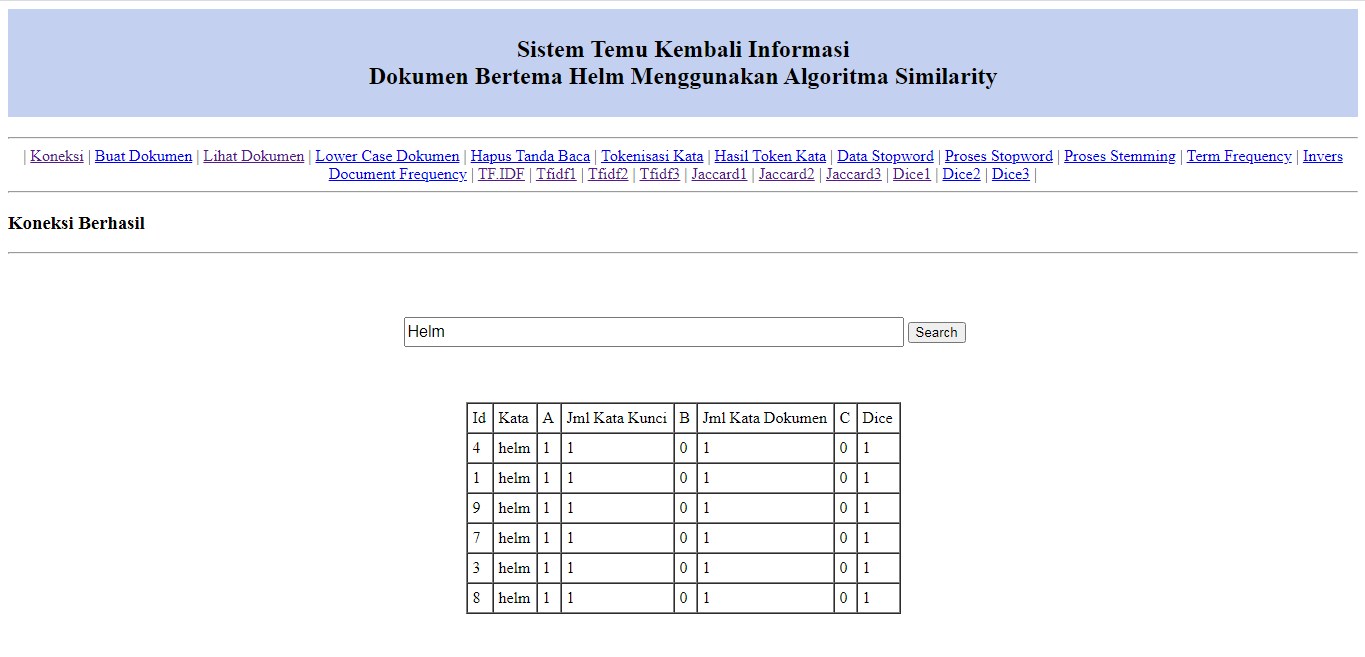 Sistem Temu Kembali Informasi
Dokumen Bertema Helm Menggunakan Algoritma Similarity
| Koneksi | Buat Dokumen | Lihat Dokumen | Lower Case Dokumen | Hapus Tanda Baca | Tokenisasi Kata | Hasil Token Kata | Data Stopword | Proses Stopword | Proses Stemming | Term Frequency | Invers
Document Frequency | TF.IDF | Tfidf1 | Tfidf2 | Tfidf3 | Jaccard1 | Jaccard2 | Jaccard3 | Dice1 | Dice2 | Dice3 |
Koneksi Berhasil
Helm Search
Id Kata A Jml Kata Kunci B Jml Kata Dokumen C Dice
4 helm 1 1 0 1 0 1
1 helm 1 1 0 1 0 1
9 helm 1 1 0 1 0 1
7 helm 1 1 0 1 0 1
3 helm 1 1 0 1 0 1
8 helm 1 1 0 1 0 1